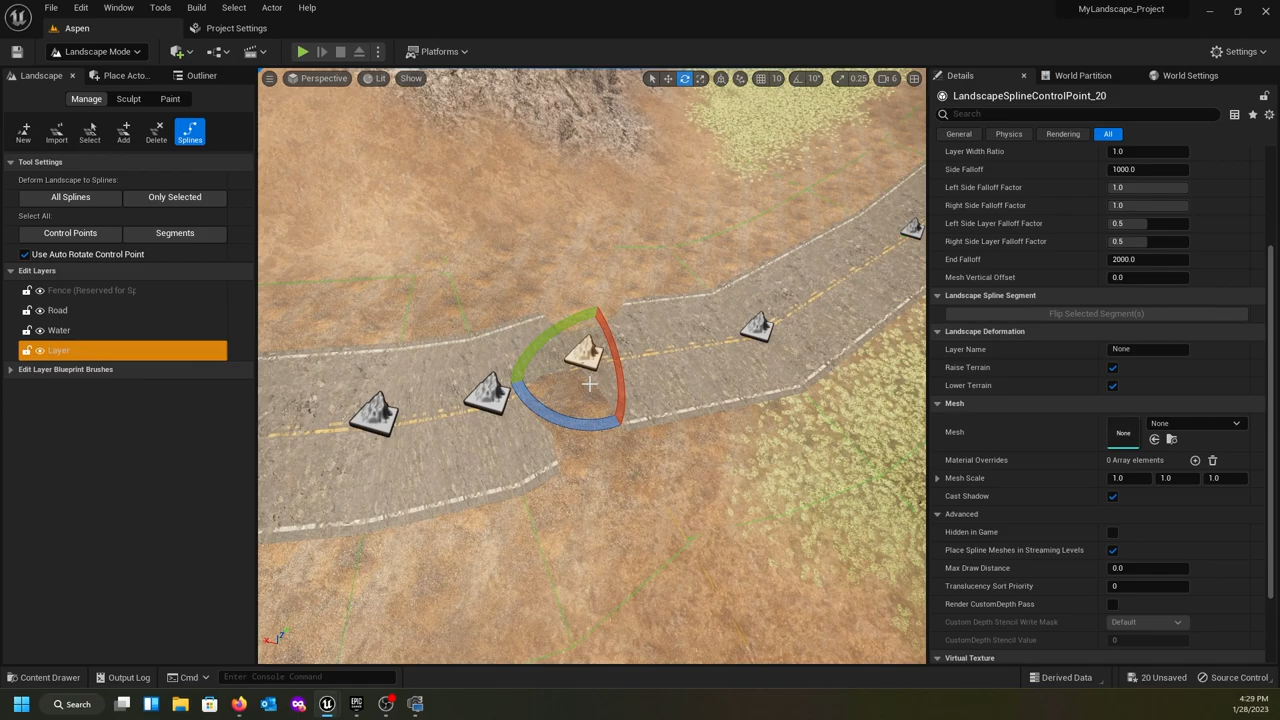 File Edit Window Tools Build Select Actor Help
MyLandscape_Project
Aspen
Project Settings
Landscape Mode
Platforms
Settings
Landscape
Place Acto...
Outliner
Perspective
Lit
Show
10
10°
0.25
6
Details
World Partition
World Settings
Manage
Sculpt
Paint
LandscapeSplineControlPoint_20
Search
New
Import
Select
Add
Delete
Splines
General
Physics
Rendering
All
Tool Settings
Deform Landscape to Splines:
All Splines
Only Selected
Select All:
Control Points
Segments
Use Auto Rotate Control Point
Edit Layers
Fence (Reserved for Sp
Road
Water
Layer
Edit Layer Blueprint Brushes
Layer Width Ratio 1.0
Side Falloff 1000.0
Left Side Falloff Factor 1.0
Right Side Falloff Factor 1.0
Left Side Layer Falloff Factor 0.5
Right Side Layer Falloff Factor 0.5
End Falloff 2000.0
Mesh Vertical Offset 0.0
Landscape Spline Segment
Flip Selected Segment(s)
Landscape Deformation
Layer Name None
Raise Terrain
Lower Terrain
Mesh
Mesh None None
Material Overrides 0 Array elements
Mesh Scale 1.0 1.0 1.0
Cast Shadow
Advanced
Hidden in Game
Place Spline Meshes in Streaming Levels
Max Draw Distance 0.0
Translucency Sort Priority 0
Render CustomDepth Pass
Custom Depth Stencil Write Mask Default
CustomDepth Stencil Value 0
Virtual Texture
Content Drawer
Output Log
Cmd
Enter Console Command
Derived Data
20 Unsaved
Source Control
Search
EPIC
4:29 PM
1/28/2023